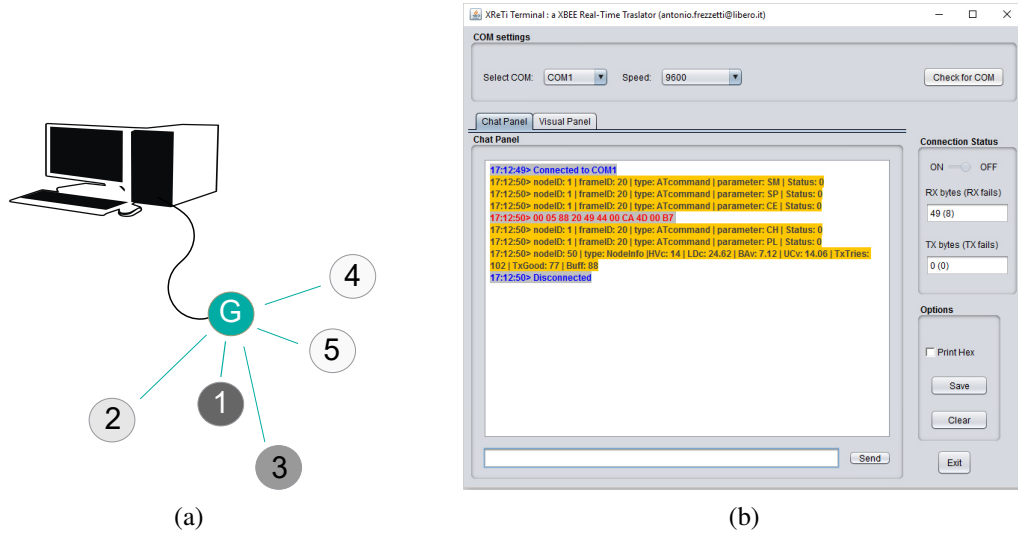 G
4
5
1
2
3
(a)
XReTi Terminal : a XBEE Real-Time Traslator (antonio.frezzetti@libero.it)
COM settings
Select COM: COM1 Speed: 9600 Check for COM
Chat Panel Visual Panel
Chat Panel
17:12:49> Connected to COM1
17:12:50> nodeID: 1 | frameID: 20 | type: ATcommand | parameter: SM | Status: 0
17:12:50> nodeID: 1 | frameID: 20 | type: ATcommand | parameter: SP | Status: 0
17:12:50> nodeID: 1 | frameID: 20 | type: ATcommand | parameter: CE | Status: 0
17:12:50> 00 05 88 20 49 44 00 CA 4D 00 B7
17:12:50> nodeID: 1 | frameID: 20 | type: ATcommand | parameter: CH | Status: 0
17:12:50> nodeID: 1 | frameID: 20 | type: ATcommand | parameter: PL | Status: 0
17:12:50> nodeID: 50 | type: NodeInfo |HVc: 14 | LDc: 24.62 | BAv: 7.12 | UCv: 14.06 | TxTries:
102 | TxGood: 77 | Buff: 88
17:12:50> Disconnected
Send
Connection Status
ON OFF
RX bytes (RX fails)
49 (8)
TX bytes (TX fails)
0 (0)
Options
Print Hex
Save
Clear
Exit
(b)